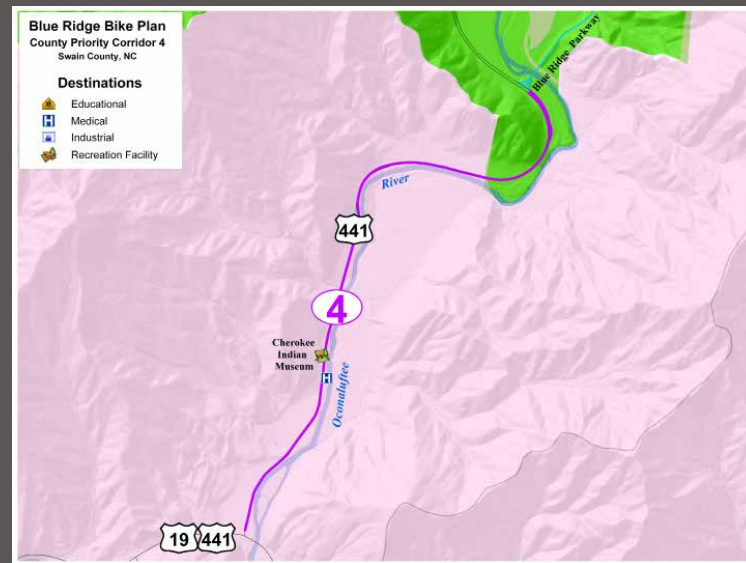 Blue Ridge Bike Plan
County Priority Corridor 4
Swain County, NC
Destinations
Educational
H Medical
Industrial
Recreation Facility
Blue Ridge Parkway
River
441
4
Cherokee
Indian
Museum
H
Oconaluftee
19 441